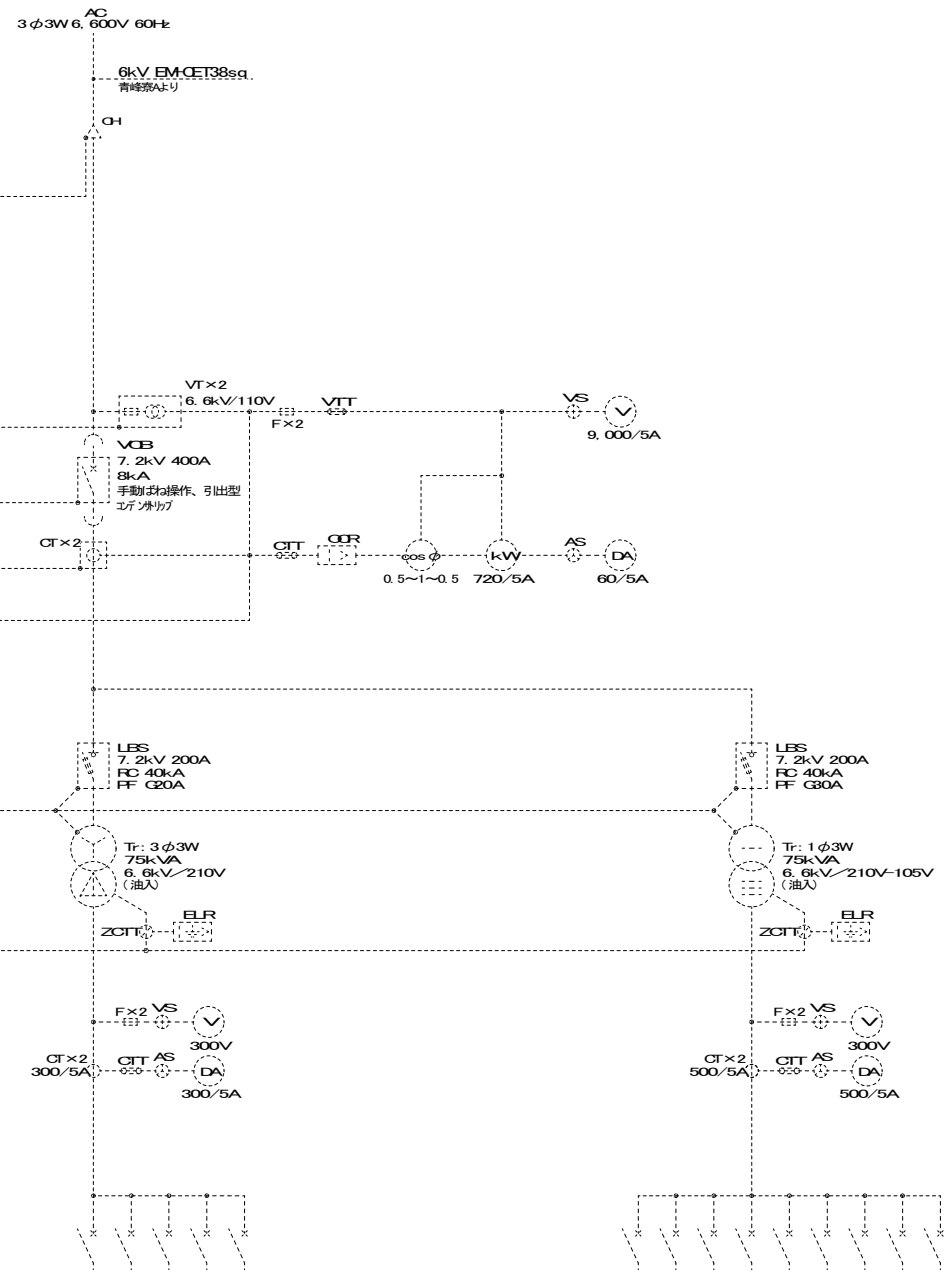 AC
3φ3W 6,600V 60Hz
6kV EM-CET38sq
青峰寮Aより
CH
VT×2
6.6kV/110V
F×2
VTT
VS
V
9,000/5A
VCB
7.2kV 400A
8kA
手動ばね操作、引出型
コンデンサトリップ
CT×2
CTT
OCR
cosφ
0.5~1~0.5
kW
720/5A
AS
DA
60/5A
LBS
7.2kV 200A
RC 40kA
PF G20A
LBS
7.2kV 200A
RC 40kA
PF G30A
Tr:3φ3W
75kVA
6.6kV/210V
(油入)
Tr:1φ3W
75kVA
6.6kV/210V-105V
(油入)
ZCTT
ELR
ZCTT
ELR
F×2
VS
V
300V
F×2
VS
V
300V
CT×2
300/5A
CTT
AS
DA
300/5A
CT×2
500/5A
CTT
AS
DA
500/5A